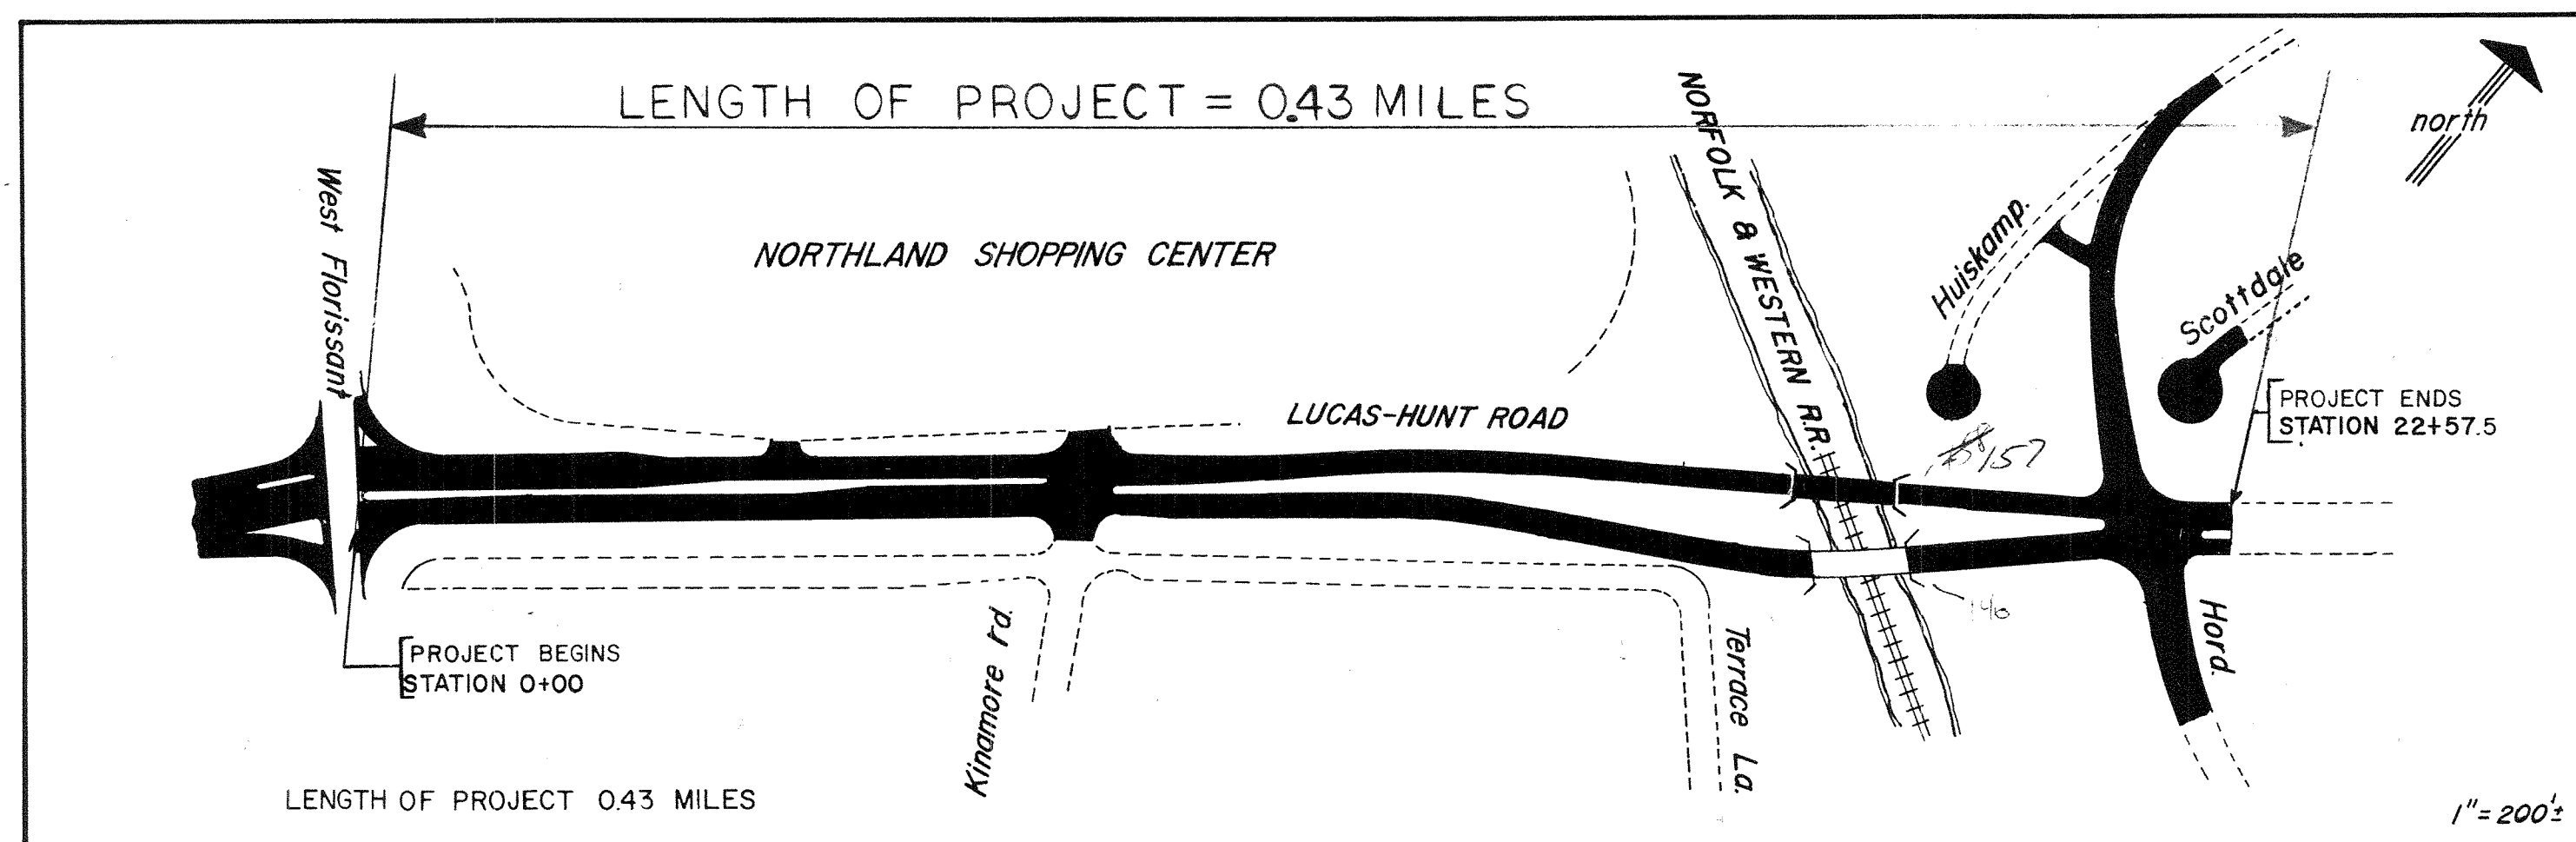 LENGTH OF PROJECT = 0.43 MILES
north
West Florissant
NORTHLAND SHOPPING CENTER
NORFOLK & WESTERN R.R.
Huiskamp.
Scottdale
LUCAS-HUNT ROAD
PROJECT ENDS
STATION 22+57.5
157
146
PROJECT BEGINS
STATION 0+00
Kinamore rd.
Terrace La.
Hord.
LENGTH OF PROJECT 0.43 MILES
1"=200'±